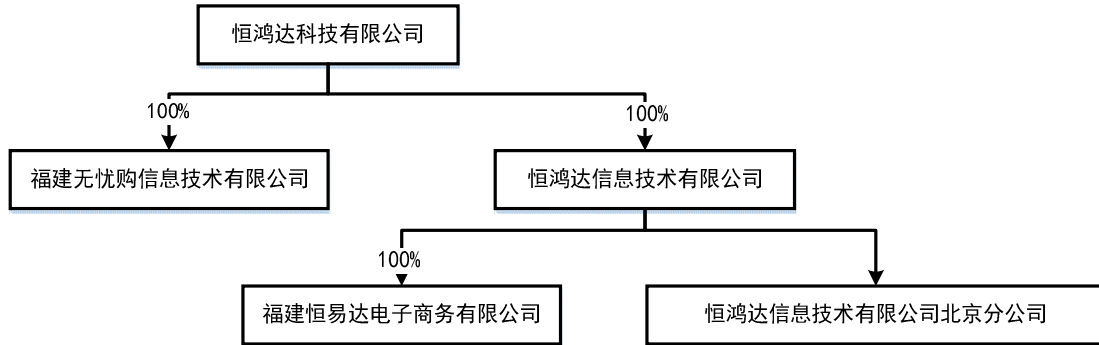 恒鸿达科技有限公司
100%
100%
福建无忧购信息技术有限公司
恒鸿达信息技术有限公司
100%
福建恒易达电子商务有限公司
恒鸿达信息技术有限公司北京分公司